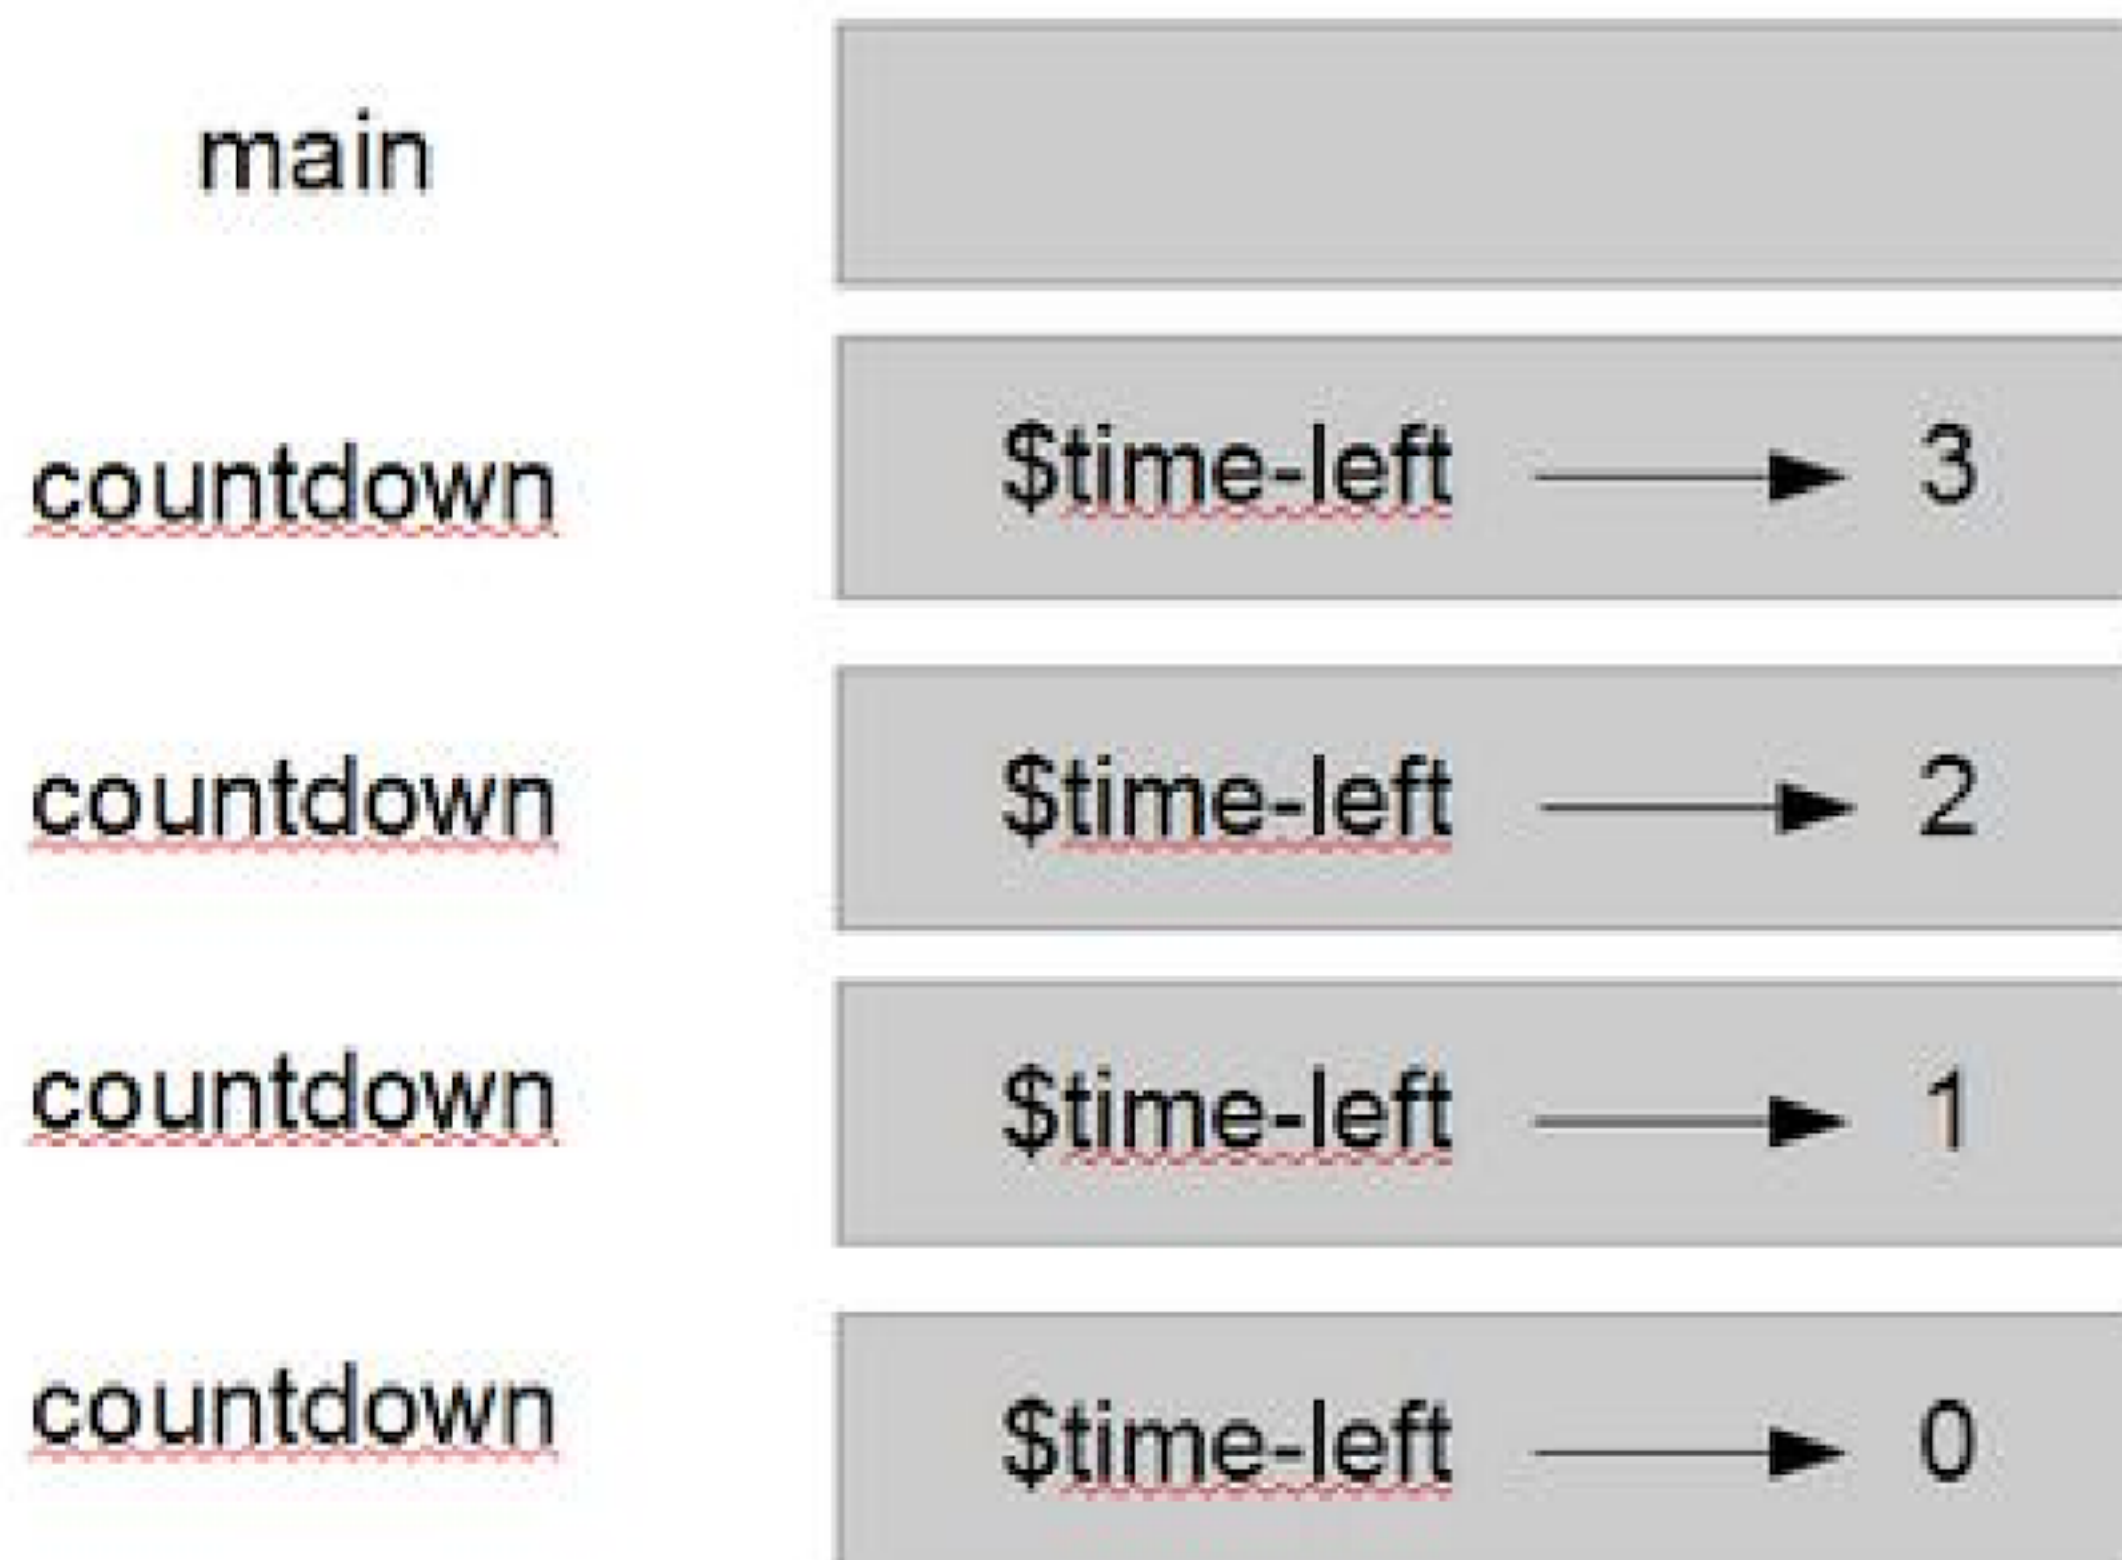 main
countdown $time-left 3
countdown $time-left 2
countdown $time-left 1
countdown $time-left 0